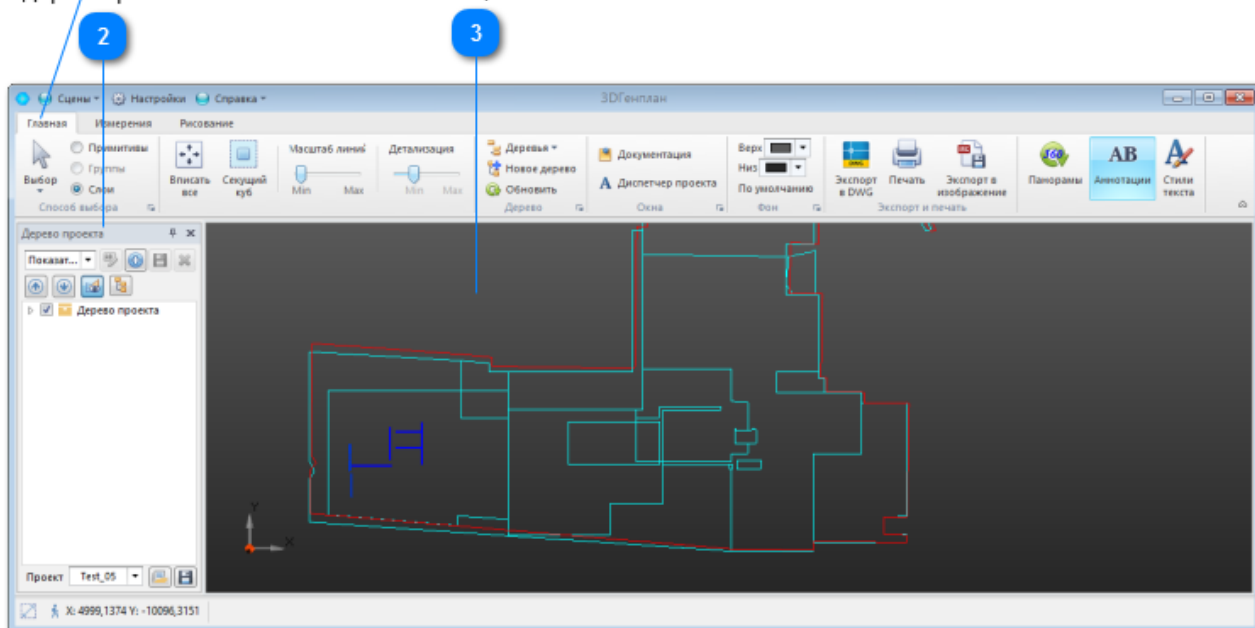 2
3
Сцены Настройки Справка 3DГенплан
Главная Измерения Рисование
Выбор
Примитивы
Группы
Слои
Способ выбора
Вписать
все
Секущий
куб
Масштаб линий
Min Max
Детализация
Min Max
Деревья
Новое дерево
Обновить
Дерево
Документация
A Диспетчер проекта
Окна
Верх
Низ
По умолчанию
Фон
DWG
Экспорт
в DWG
Печать
Экспорт в
изображение
Экспорт и печать
360
Панорамы
AB
Аннотации
A
Стили
текста
Дерево проекта
Показат...
Дерево проекта
Y
X
Проект Test_05
X: 4999,1374 Y: -10096,3151